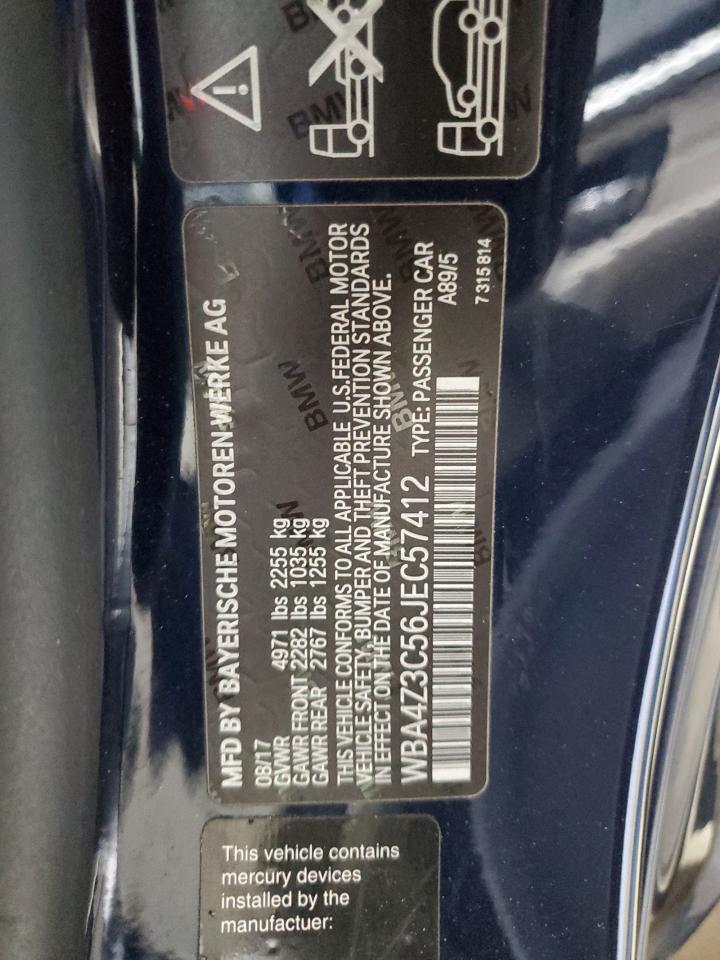 MFD BY BAYERISCHE MOTOREN WERKE AG
08/17
GVWR 4971 lbs 2255 kg
GAWR FRONT 2282 lbs 1035 kg
GAWR REAR 2767 lbs 1255 kg
THIS VEHICLE CONFORMS TO ALL APPLICABLE U.S.FEDERAL MOTOR
VEHICLE SAFETY, BUMPER AND THEFT PREVENTION STANDARDS
IN EFFECT ON THE DATE OF MANUFACTURE SHOWN ABOVE.
WBA4Z3C56JEC57412 TYPE: PASSENGER CAR
A89/5
7 315 814
This vehicle contains
mercury devices
installed by the
manufactuer: